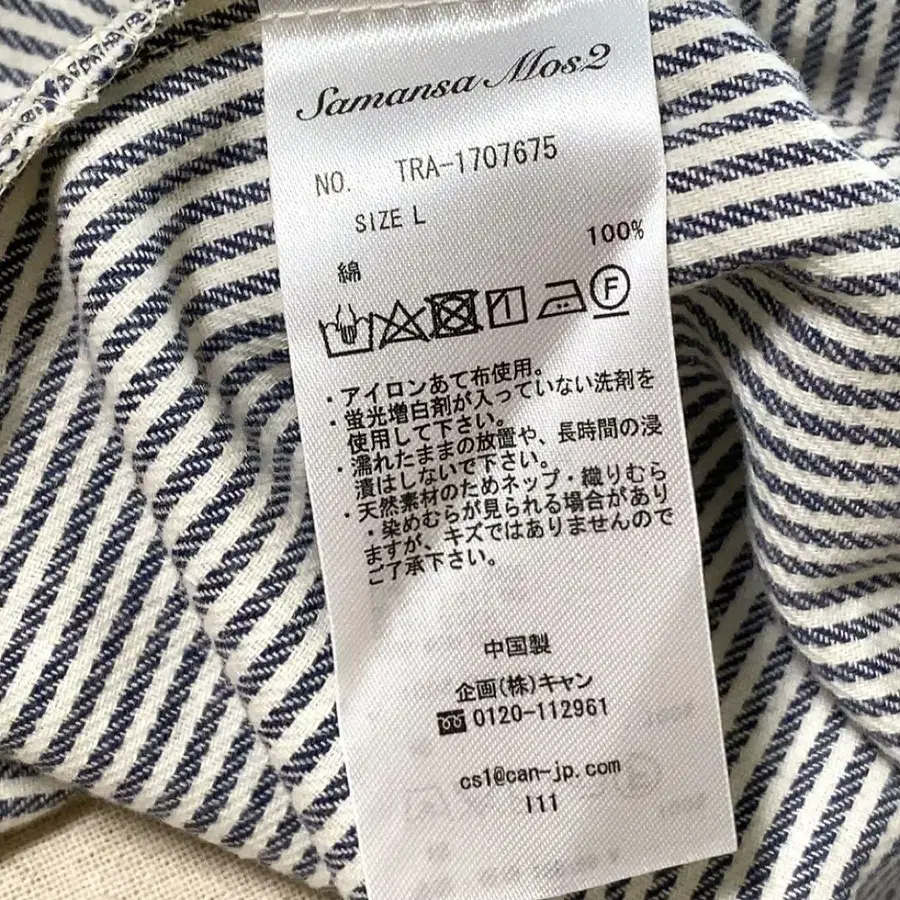 Samansa Mos2
NO. TRA-1707675
SIZE L
綿 100%
F
・アイロンあて布使用。
・蛍光増白剤が入っていない洗剤を
使用して下さい。
・濡れたままの放置や、長時間の浸
漬はしないで下さい。
・天然素材のためネップ・織りむら
・染めむらが見られる場合があり
ますが、キズではありませんので
ご了承下さい。
中国製
企画(株)キャン
0120-112961
cs1@can-jp.com
I11